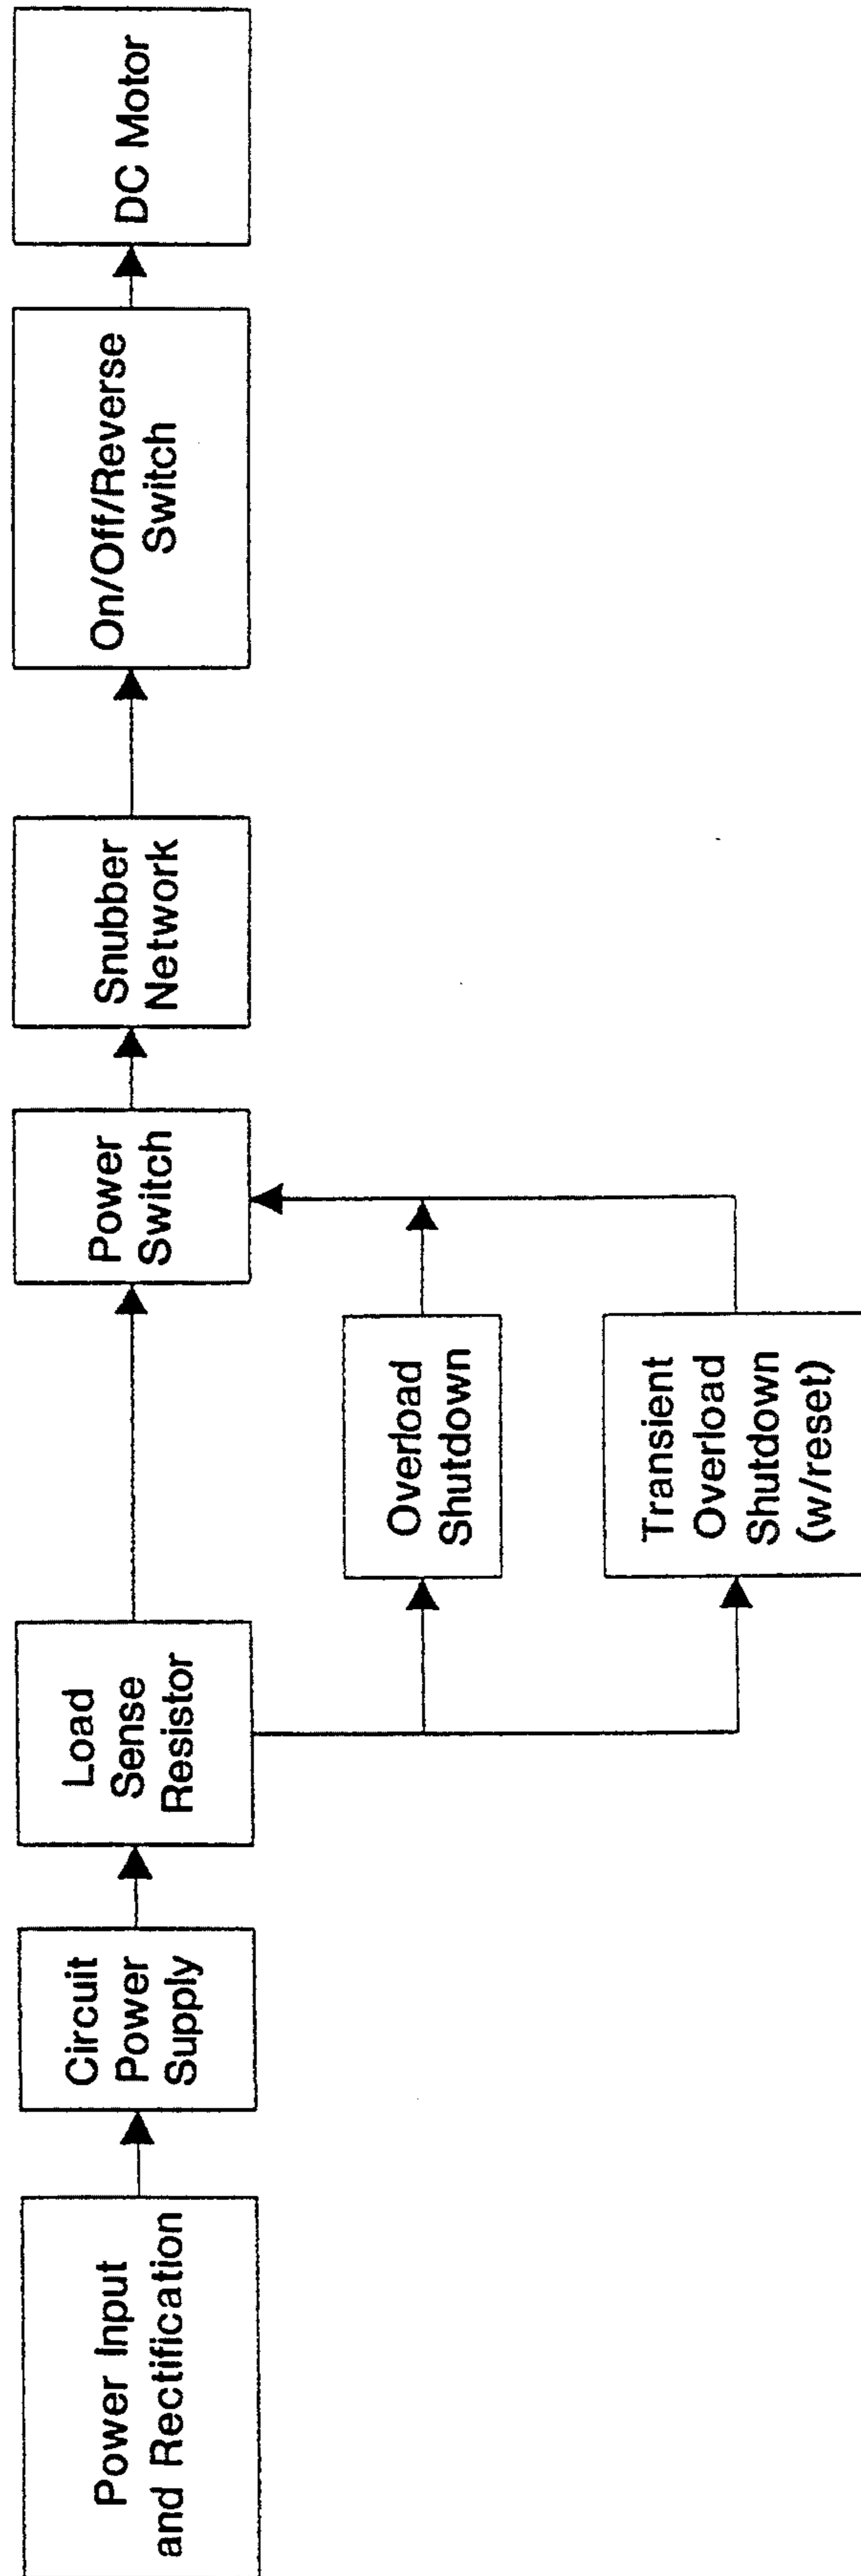 Power Input
and Rectification
Circuit
Power
Supply
Load
Sense
Resistor
Power
Switch
Snubber
Network
On/Off/Reverse
Switch
DC Motor
Overload
Shutdown
Transient
Overload
Shutdown
(w/reset)